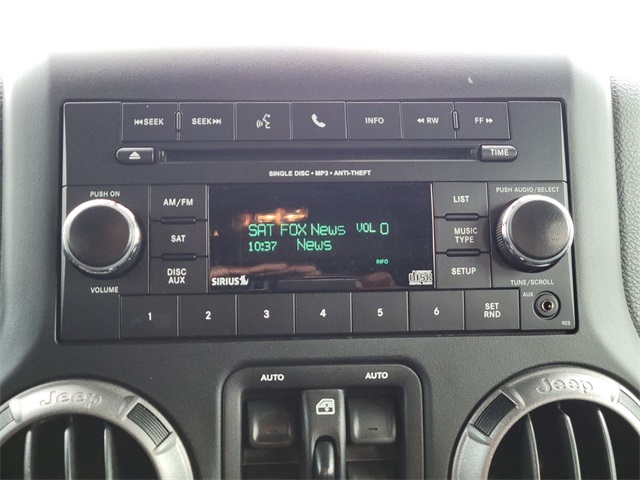 SEEK SEEK INFO RW FF
TIME
SINGLE DISC • MP3 • ANTI-THEFT
PUSH ON
AM/FM
SAT
DISC AUX
VOLUME
SAT FOX News VOL 0
10:37 News
INFO
SIRIUS
disc
LIST
MUSIC TYPE
SETUP
PUSH AUDIO/SELECT
TUNE/SCROLL
1 2 3 4 5 6 SET RND
AUX
RES
AUTO AUTO
Jeep Jeep